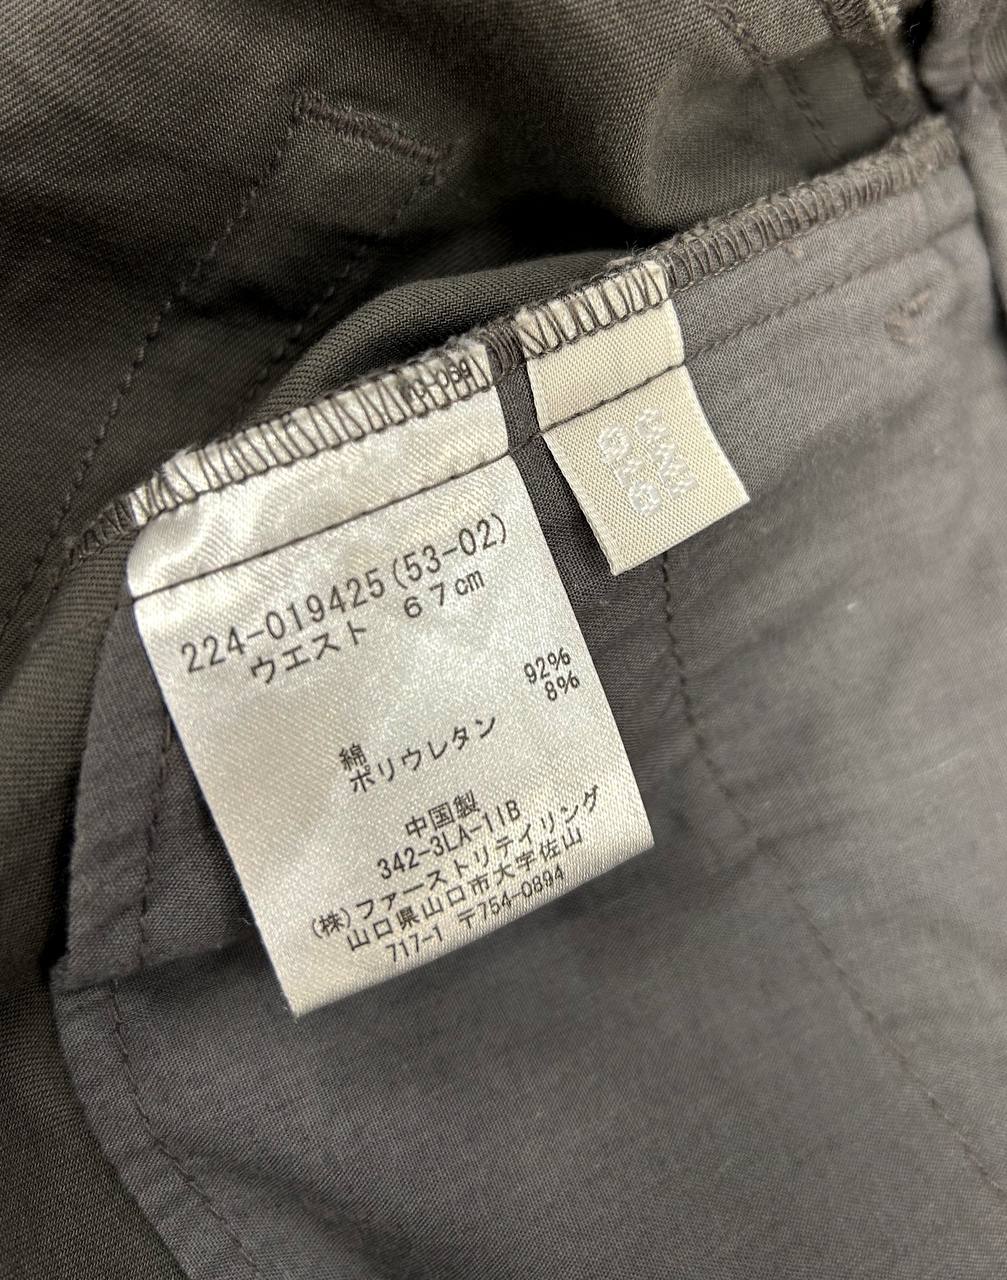 224-019425(53-02)
ウエスト　６７cm
92%
8%
綿
ポリウレタン
中国製
342-3LA-11B
(株)ファーストリテイリング
山口県山口市大字佐山
717-1 〒754-0894